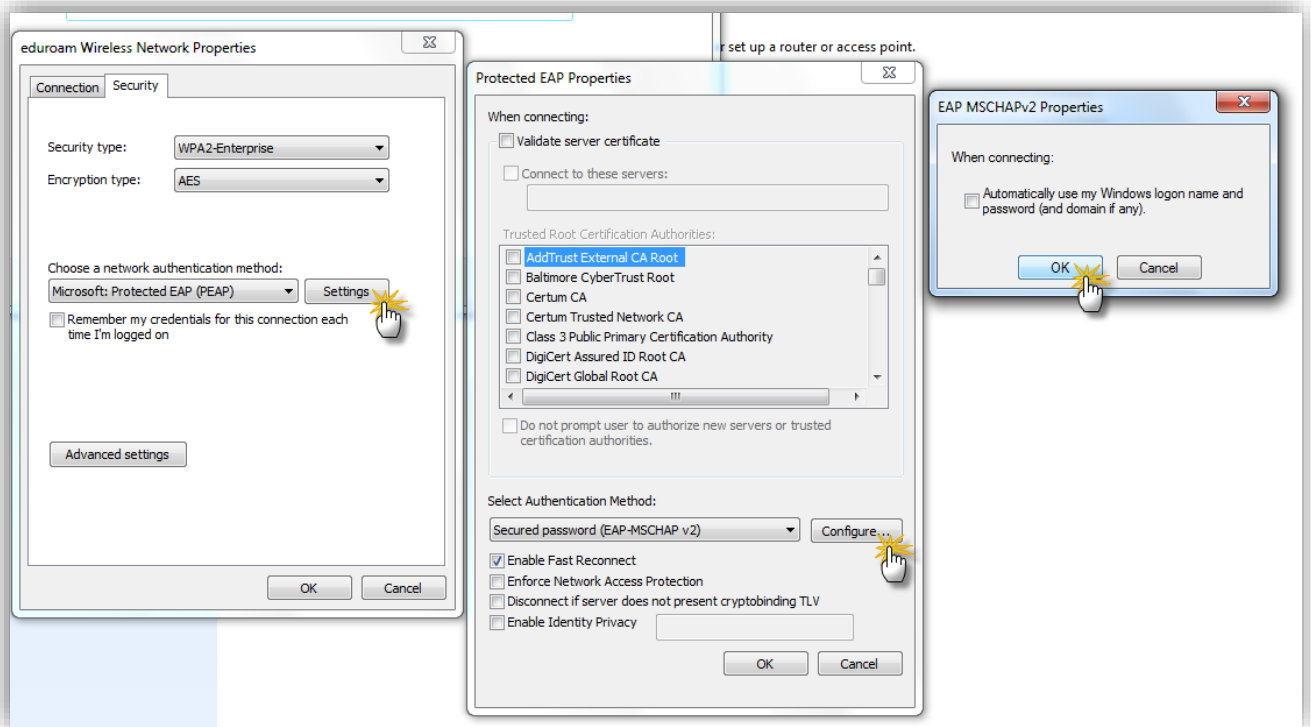 r set up a router or access point.
eduroam Wireless Network Properties
Connection
Security
Security type:
WPA2-Enterprise
Encryption type:
AES
Choose a network authentication method:
Microsoft: Protected EAP (PEAP)
Settings
Remember my credentials for this connection each
time I'm logged on
Advanced settings
OK
Cancel
Protected EAP Properties
When connecting:
Validate server certificate
Connect to these servers:
Trusted Root Certification Authorities:
AddTrust External CA Root
Baltimore CyberTrust Root
Certum CA
Certum Trusted Network CA
Class 3 Public Primary Certification Authority
DigiCert Assured ID Root CA
DigiCert Global Root CA
Do not prompt user to authorize new servers or trusted
certification authorities.
Select Authentication Method:
Secured password (EAP-MSCHAP v2)
Configure...
Enable Fast Reconnect
Enforce Network Access Protection
Disconnect if server does not present cryptobinding TLV
Enable Identity Privacy
OK
Cancel
EAP MSCHAPv2 Properties
When connecting:
Automatically use my Windows logon name and
password (and domain if any).
OK
Cancel